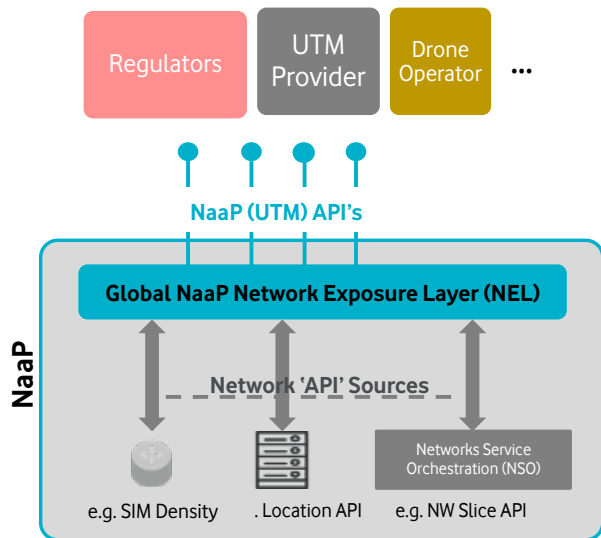 Regulators
UTM
Provider
Drone
Operator
...
NaaP (UTM) API's
Global NaaP Network Exposure Layer (NEL)
NaaP
Network 'API' Sources
Networks Service
Orchestration (NSO)
e.g. SIM Density
. Location API
e.g. NW Slice API